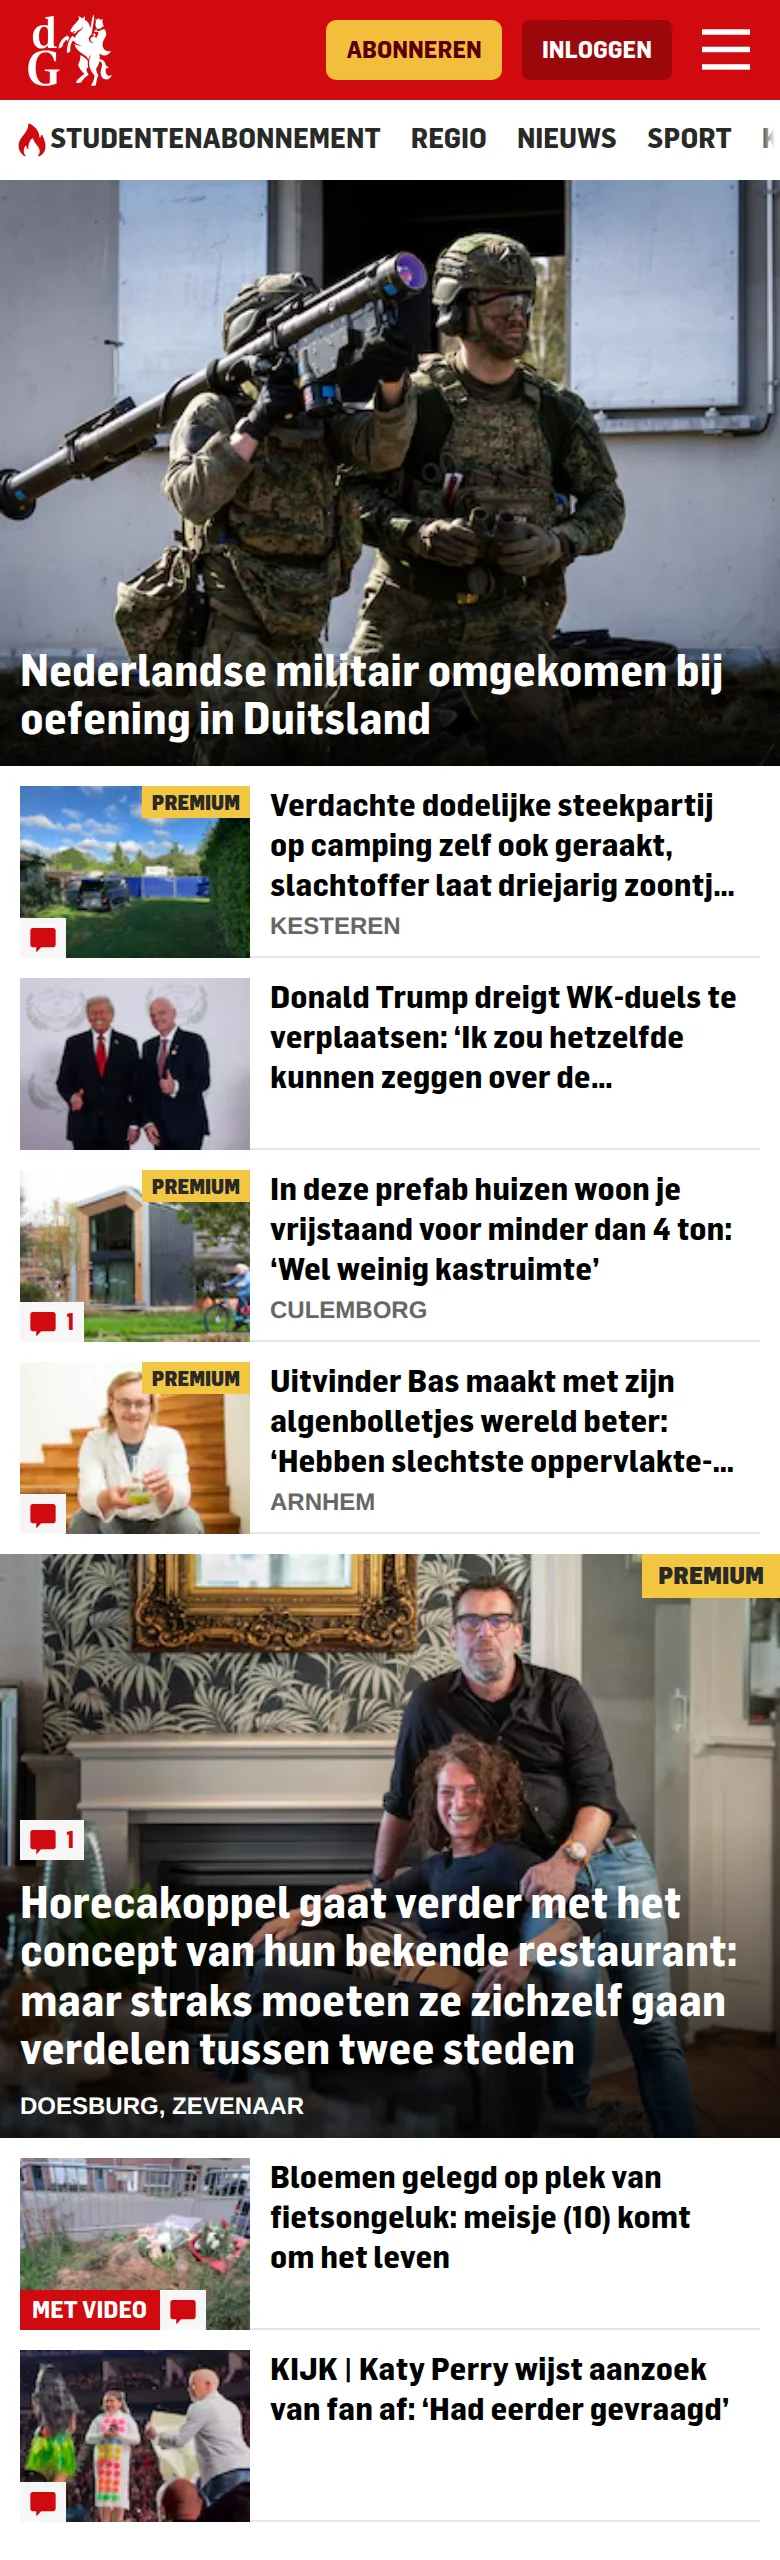 dG
ABONNEREN
INLOGGEN
STUDENTENABONNEMENT
REGIO
NIEUWS
SPORT
Nederlandse militair omgekomen bij
oefening in Duitsland
PREMIUM
Verdachte dodelijke steekpartij
op camping zelf ook geraakt,
slachtoffer laat driejarig zoontj...
KESTEREN
Donald Trump dreigt WK-duels te
verplaatsen: ‘Ik zou hetzelfde
kunnen zeggen over de...
PREMIUM
1
In deze prefab huizen woon je
vrijstaand voor minder dan 4 ton:
‘Wel weinig kastruimte’
CULEMBORG
PREMIUM
Uitvinder Bas maakt met zijn
algenbolletjes wereld beter:
‘Hebben slechtste oppervlakte-...
ARNHEM
PREMIUM
1
Horecakoppel gaat verder met het
concept van hun bekende restaurant:
maar straks moeten ze zichzelf gaan
verdelen tussen twee steden
DOESBURG, ZEVENAAR
MET VIDEO
Bloemen gelegd op plek van
fietsongeluk: meisje (10) komt
om het leven
KIJK | Katy Perry wijst aanzoek
van fan af: ‘Had eerder gevraagd’